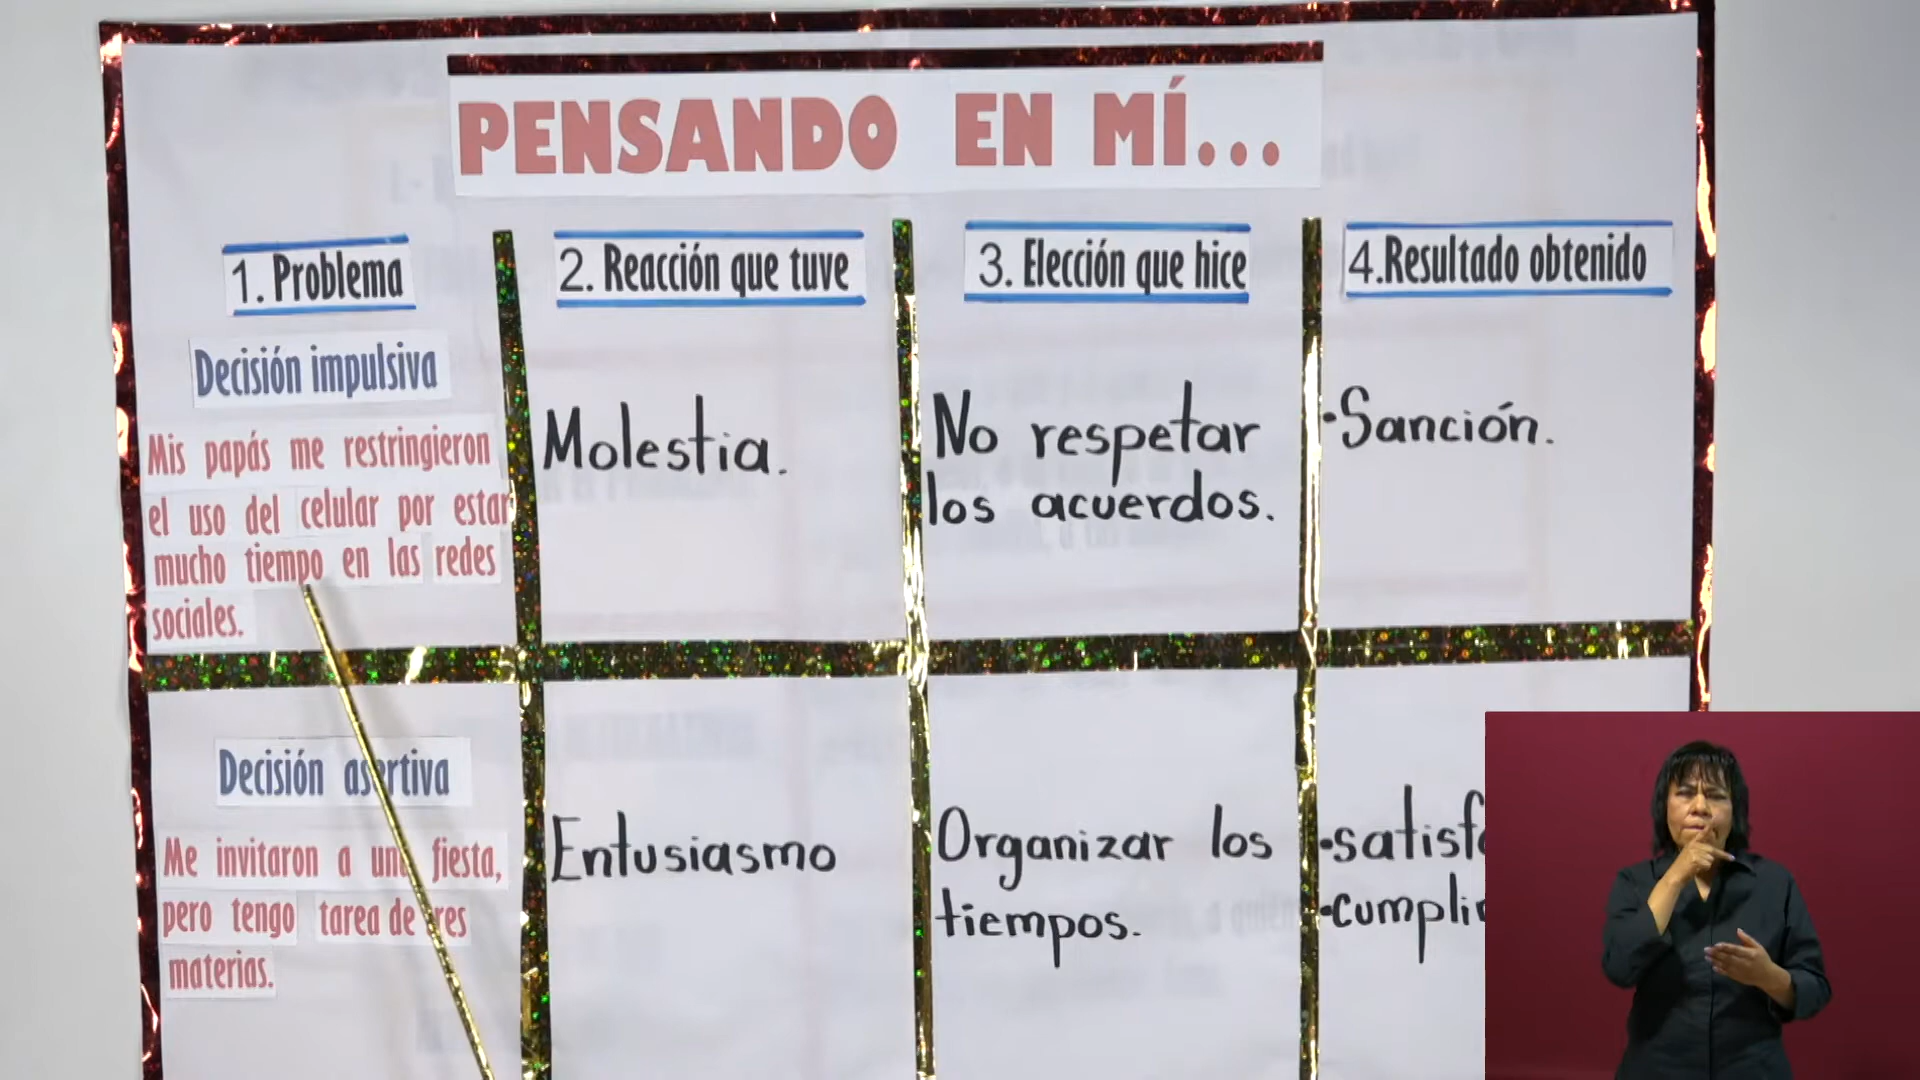 PENSANDO EN MÍ...
1. Problema
2. Reacción que tuve
3. Elección que hice
4.Resultado obtenido
Decisión impulsiva
Mis papás me restringieron
el uso del celular por estar
mucho tiempo en las redes
sociales.
Molestia.
No respetar
los acuerdos.
•Sanción.
Decisión asertiva
Me invitaron a una fiesta,
pero tengo tarea de tres
materias.
Entusiasmo
Organizar los
tiempos.